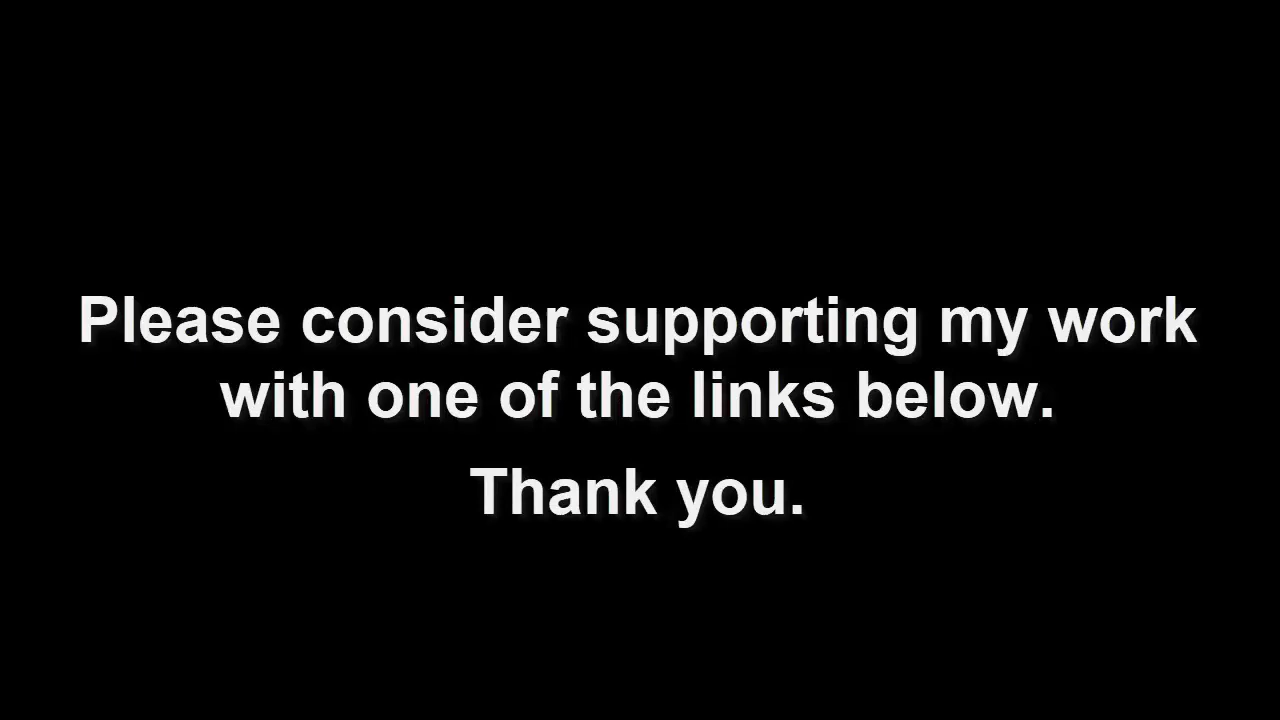 Please consider supporting my work
with one of the links below.
Thank you.